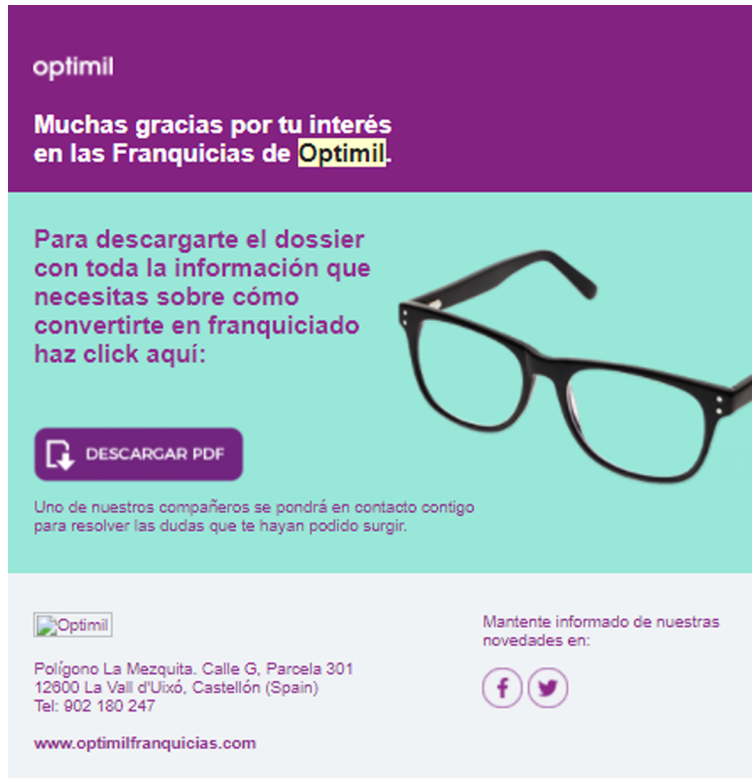 optimil
Muchas gracias por tu interés
en las Franquicias de Optimil.
Para descargarte el dossier
con toda la información que
necesitas sobre cómo
convertirte en franquiciado
haz click aquí:
DESCARGAR PDF
Uno de nuestros compañeros se pondrá en contacto contigo
para resolver las dudas que te hayan podido surgir.
Optimil
Polígono La Mezquita. Calle G, Parcela 301
12600 La Vall d'Uixó, Castellón (Spain)
Tel: 902 180 247
www.optimilfranquicias.com
Mantente informado de nuestras
novedades en: